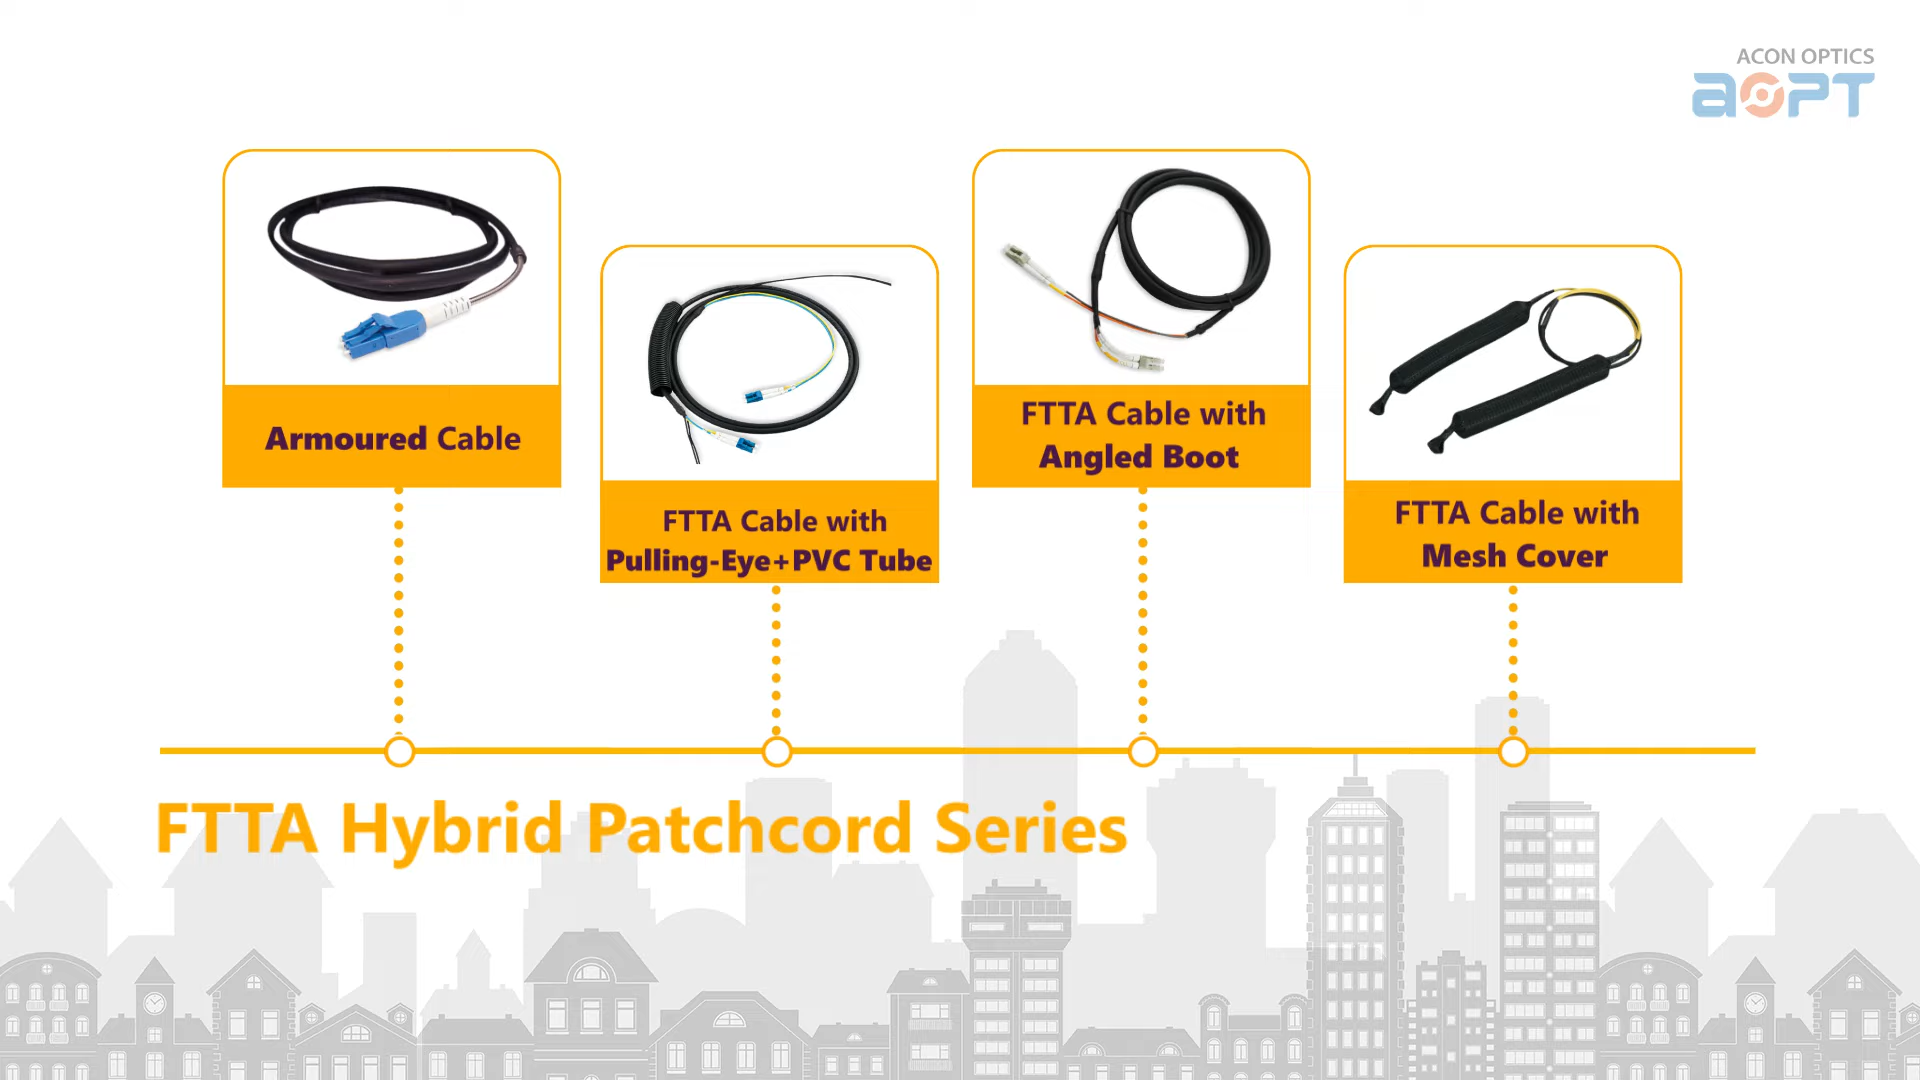 ACON OPTICS
aOPT
Armoured Cable
FTTA Cable with
Pulling-Eye+PVC Tube
FTTA Cable with
Angled Boot
FTTA Cable with
Mesh Cover
FTTA Hybrid Patchcord Series